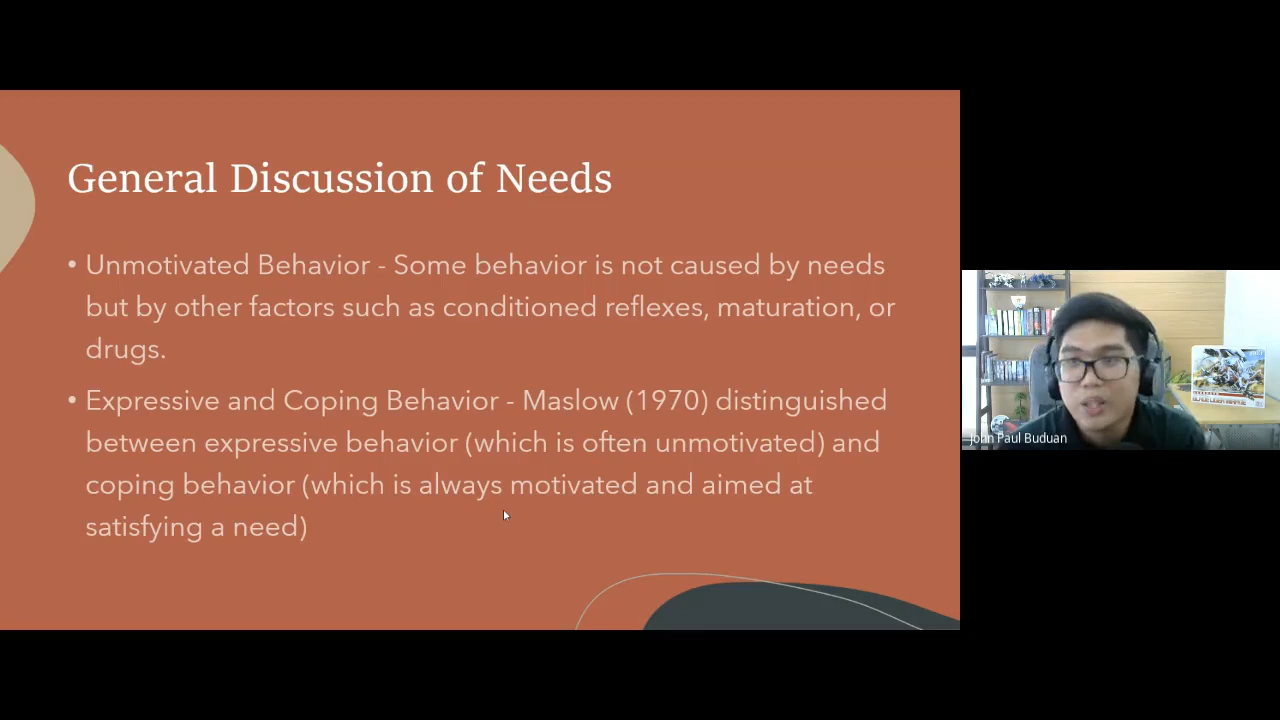 General Discussion of Needs
• Unmotivated Behavior - Some behavior is not caused by needs
but by other factors such as conditioned reflexes, maturation, or
drugs.
• Expressive and Coping Behavior - Maslow (1970) distinguished
between expressive behavior (which is often unmotivated) and
coping behavior (which is always motivated and aimed at
satisfying a need)
John Paul Buduan